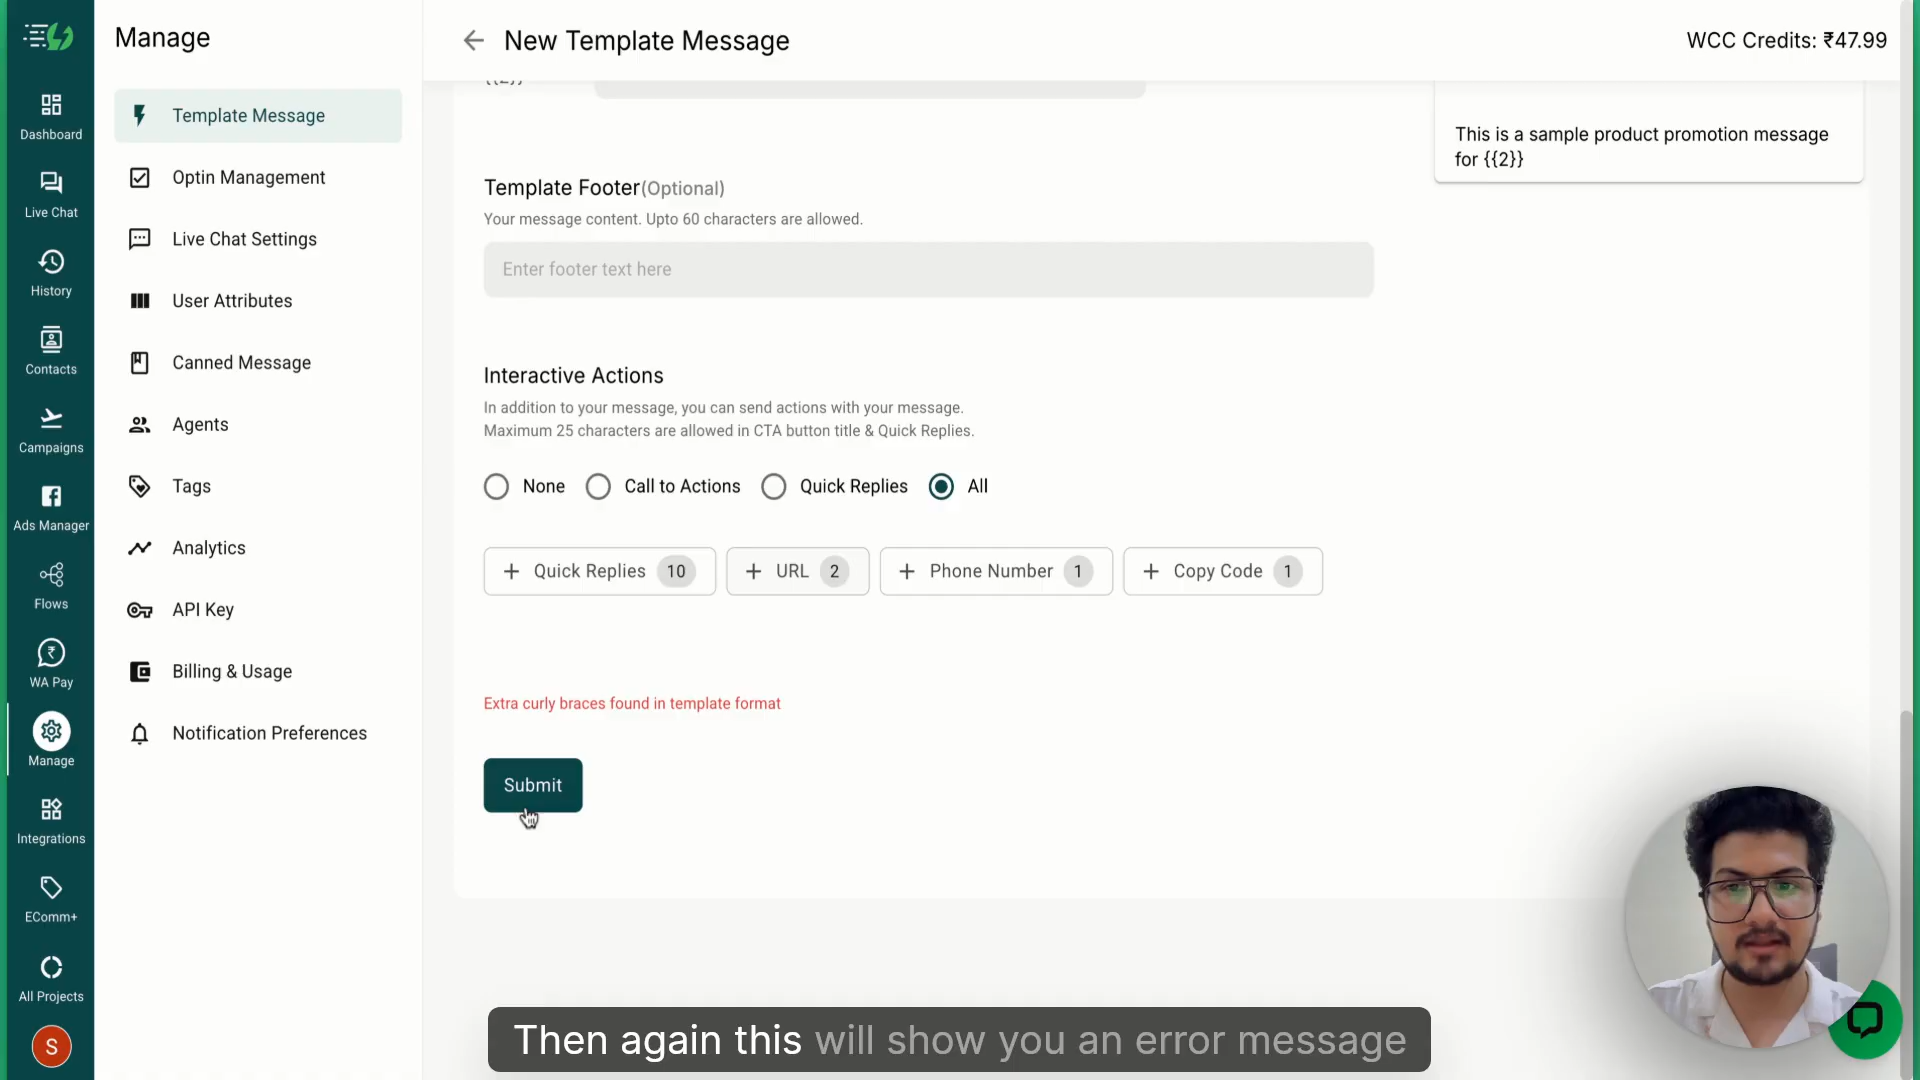 Manage
New Template Message
WCC Credits: ₹47.99
Dashboard
Live Chat
History
Contacts
Campaigns
Ads Manager
Flows
WA Pay
Manage
Integrations
EComm+
All Projects
S
Template Message
Optin Management
Live Chat Settings
User Attributes
Canned Message
Agents
Tags
Analytics
API Key
Billing & Usage
Notification Preferences
{{2}}
This is a sample product promotion message
for {{2}}
Template Footer(Optional)
Your message content. Upto 60 characters are allowed.
Enter footer text here
Interactive Actions
In addition to your message, you can send actions with your message.
Maximum 25 characters are allowed in CTA button title & Quick Replies.
None Call to Actions Quick Replies All
+ Quick Replies 10 + URL 2 + Phone Number 1 + Copy Code 1
Extra curly braces found in template format
Submit
Then again this will show you an error message